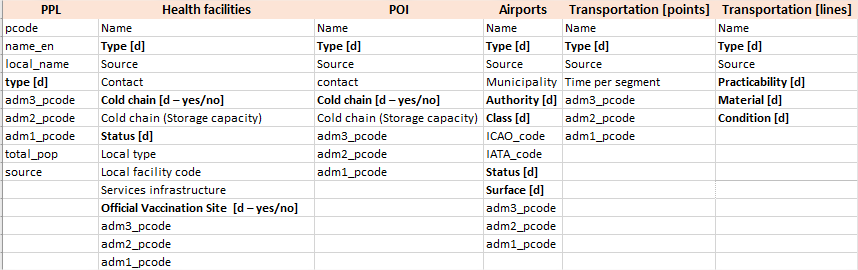 PPL Health facilities POI Airports Transportation [points] Transportation [lines]
pcode Name Name Name Name Name
name_en Type [d] Type [d] Type [d] Type [d] Type [d]
local_name Source Source Source Source Source
type [d] Contact contact Municipality Time per segment Practicability [d]
adm3_pcode Cold chain [d – yes/no] Cold chain [d – yes/no] Authority [d] adm3_pcode Material [d]
adm2_pcode Cold chain (Storage capacity) Cold chain (Storage capacity) Class [d] adm2_pcode Condition [d]
adm1_pcode Status [d] adm3_pcode ICAO_code adm1_pcode
total_pop Local type adm2_pcode IATA_code
source Local facility code adm1_pcode Status [d]
Services infrastructure Surface [d]
Official Vaccination Site [d – yes/no] adm3_pcode
adm3_pcode adm2_pcode
adm2_pcode adm1_pcode
adm1_pcode